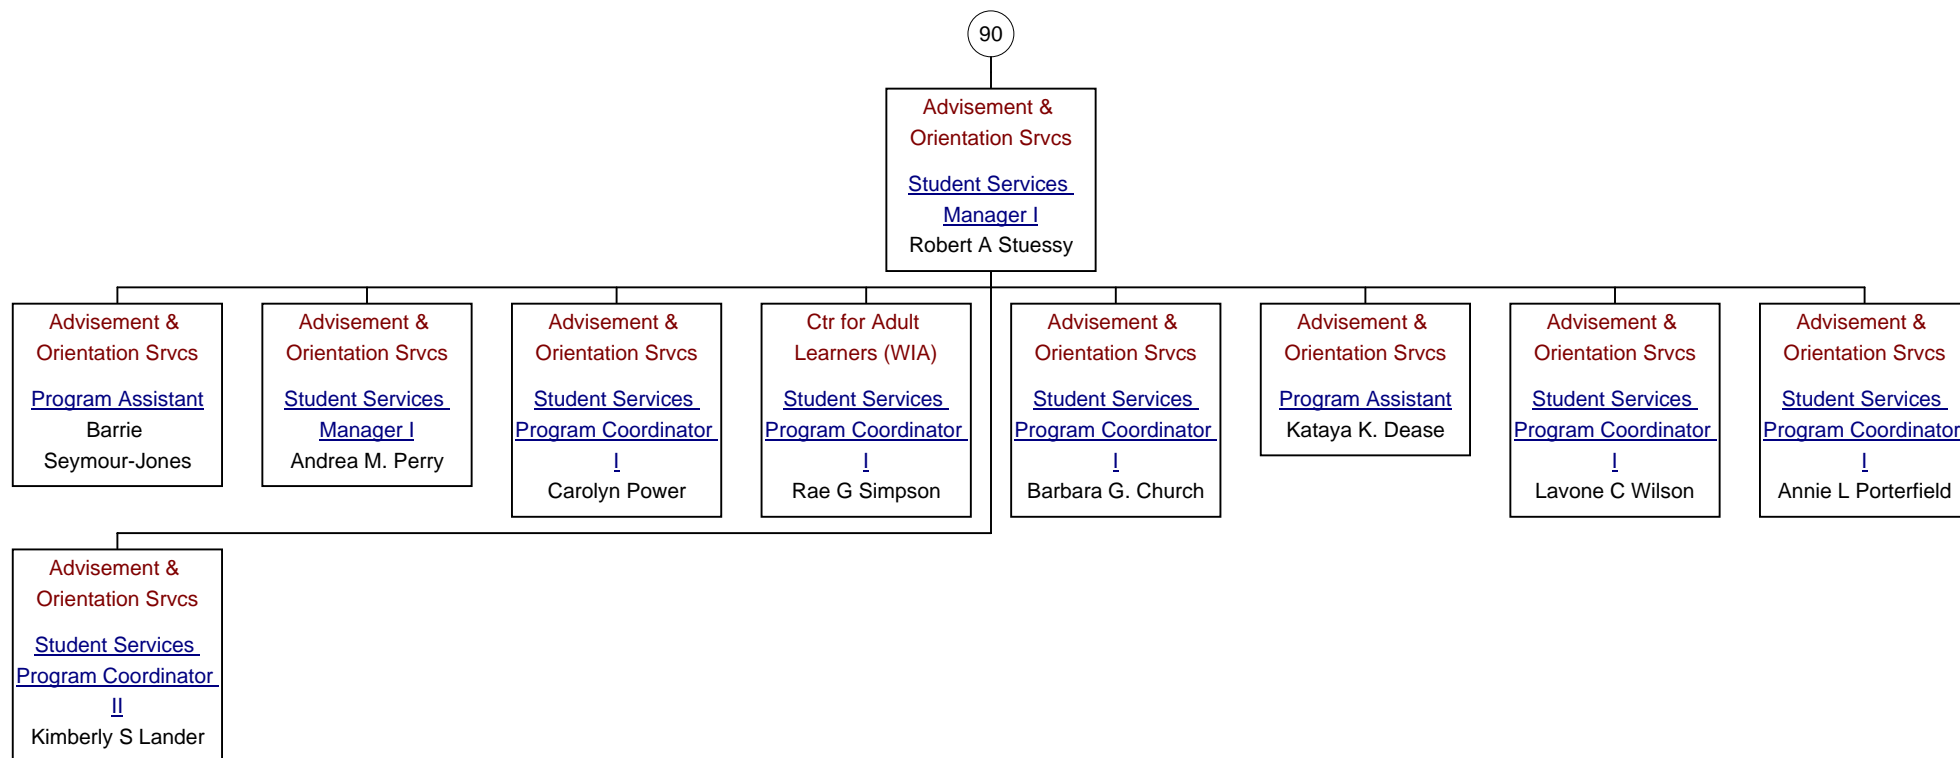 90
Advisement &
Orientation Srvcs
Student Services
Manager I
Robert A Stuessy
Advisement &
Orientation Srvcs
Program Assistant
Barrie
Seymour-Jones
Advisement &
Orientation Srvcs
Student Services
Manager I
Andrea M. Perry
Advisement &
Orientation Srvcs
Student Services
Program Coordinator
I
Carolyn Power
Ctr for Adult
Learners (WIA)
Student Services
Program Coordinator
I
Rae G Simpson
Advisement &
Orientation Srvcs
Student Services
Program Coordinator
I
Barbara G. Church
Advisement &
Orientation Srvcs
Program Assistant
Kataya K. Dease
Advisement &
Orientation Srvcs
Student Services
Program Coordinator
I
Lavone C Wilson
Advisement &
Orientation Srvcs
Student Services
Program Coordinator
I
Annie L Porterfield
Advisement &
Orientation Srvcs
Student Services
Program Coordinator
II
Kimberly S Lander